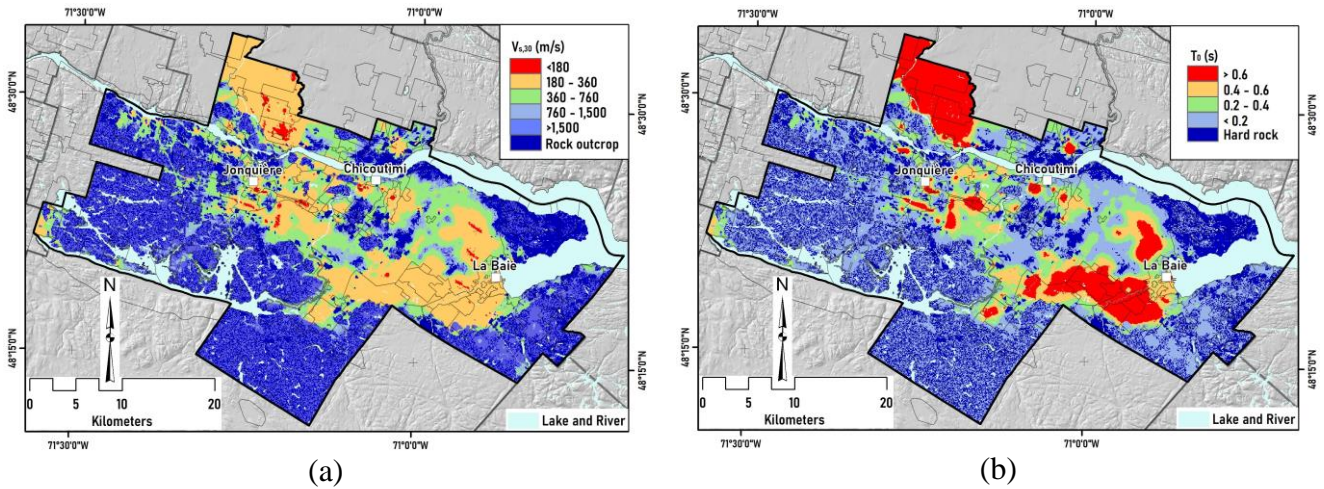 71°30'0"W
71°0'0"W
48°30'0"N
48°15'0"N
V s,30 (m/s)
<180
180 - 360
360 - 760
760 - 1,500
>1,500
Rock outcrop
48°30'0"N
48°15'0"N
Jonquière
Chicoutimi
La Baie
N
0 5 10 20
Kilometers
Lake and River
71°30'0"W
71°0'0"W
(a)
71°30'0"W
71°0'0"W
48°30'0"N
48°15'0"N
T0 (s)
> 0.6
0.4 - 0.6
0.2 - 0.4
< 0.2
Hard rock
48°30'0"N
48°15'0"N
Jonquière
Chicoutimi
La Baie
N
0 5 10 20
Kilometers
Lake and River
71°30'0"W
71°0'0"W
(b)